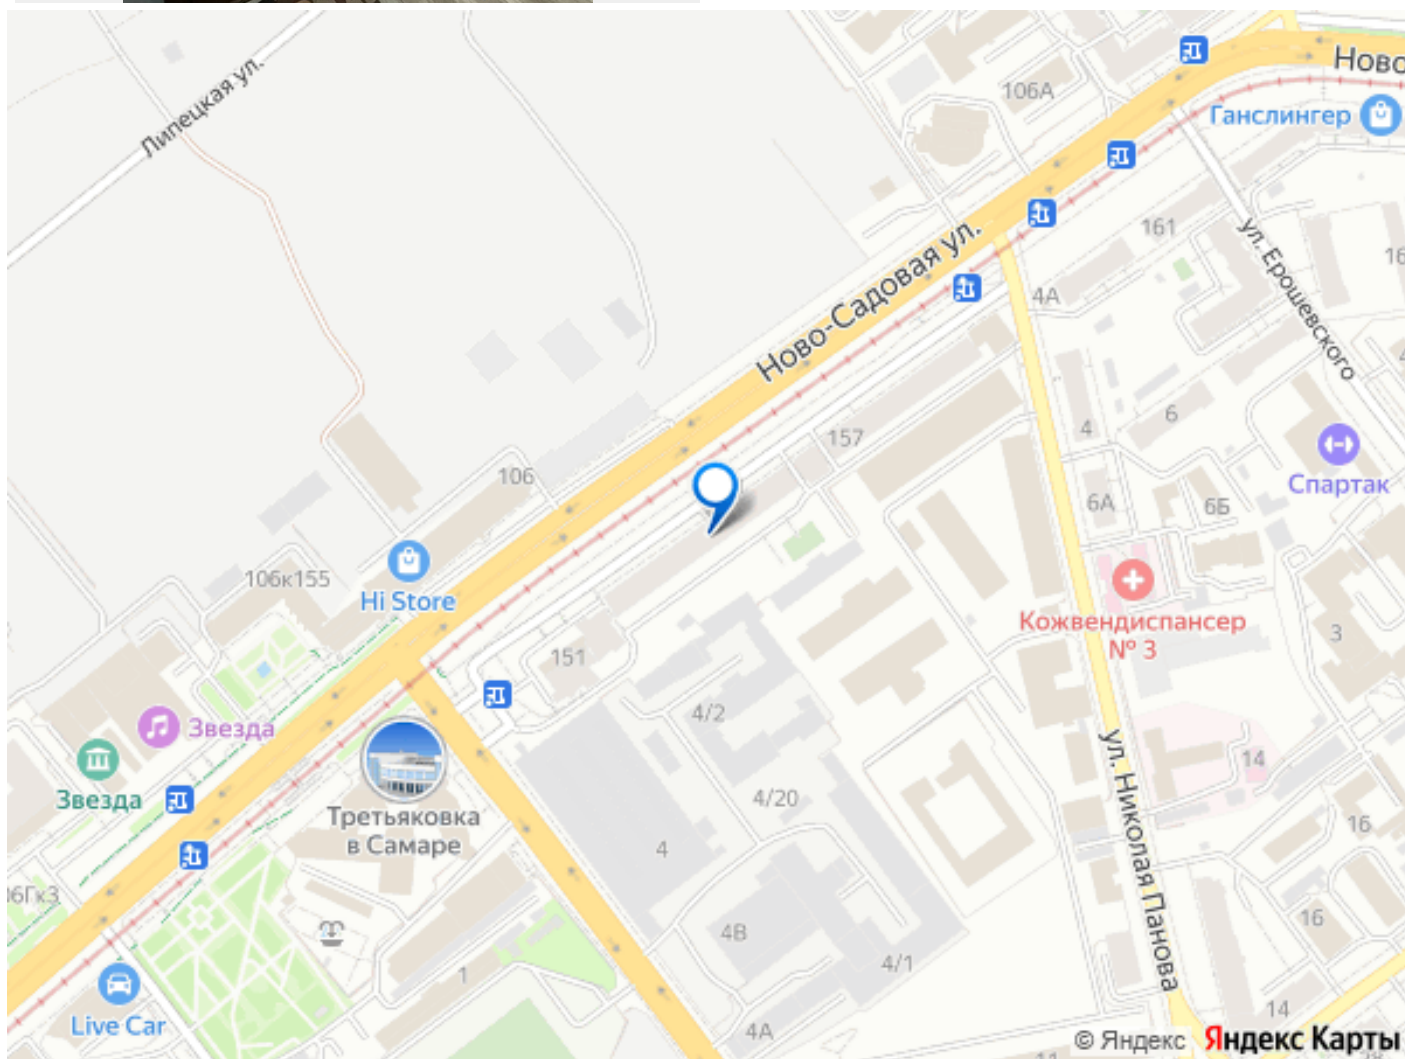 Ново
106А
Ганслингер
Липецкая ул.
161
ул. Ерошевского
16
4А
Ново-Садовая ул.
4
6
157
4
Спартак
106
6А
6Б
106к155
Hi Store
Кожвендиспансер
№ 3
3
151
4/2
Звезда
ул. Николая Панова
14
Звезда
4/20
Третьяковка
в Самаре
16
4
6Гк3
16
4В
4/1
1
14
Live Car
4А
© Яндекс Яндекс Карты
11